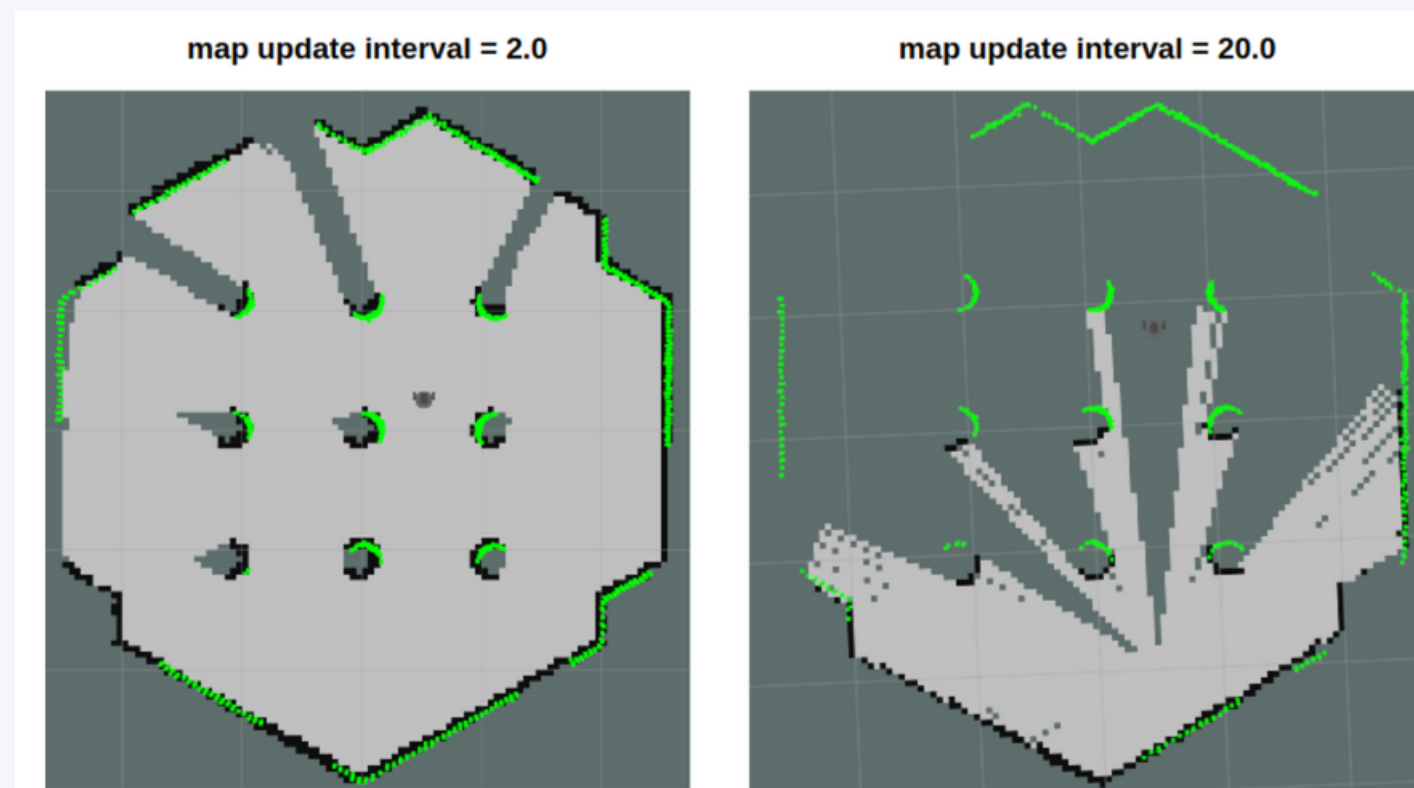 map update interval = 2.0
map update interval = 20.0